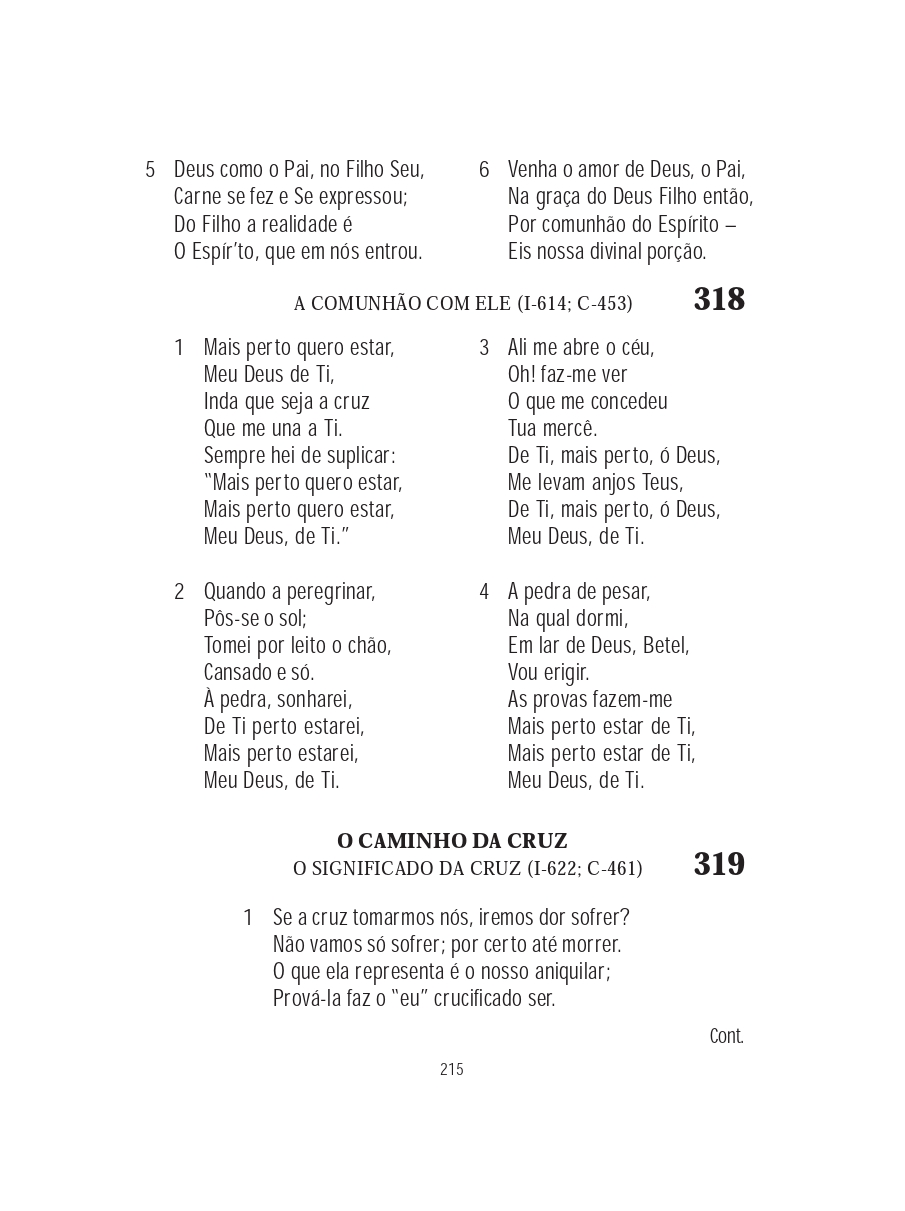 5 Deus como o Pai, no Filho Seu,
Carne se fez e Se expressou;
Do Filho a realidade é
O Espír’to, que em nós entrou.
6 Venha o amor de Deus, o Pai,
Na graça do Deus Filho então,
Por comunhão do Espírito –
Eis nossa divinal porção.
A COMUNHÃO COM ELE (I-614; C-453) 318
1 Mais perto quero estar,
Meu Deus de Ti,
Inda que seja a cruz
Que me una a Ti.
Sempre hei de suplicar:
“Mais perto quero estar,
Mais perto quero estar,
Meu Deus, de Ti.”
2 Quando a peregrinar,
Pôs-se o sol;
Tomei por leito o chão,
Cansado e só.
À pedra, sonharei,
De Ti perto estarei,
Mais perto estarei,
Meu Deus, de Ti.
3 Ali me abre o céu,
Oh! faz-me ver
O que me concedeu
Tua mercê.
De Ti, mais perto, ó Deus,
Me levam anjos Teus,
De Ti, mais perto, ó Deus,
Meu Deus, de Ti.
4 A pedra de pesar,
Na qual dormi,
Em lar de Deus, Betel,
Vou erigir.
As provas fazem-me
Mais perto estar de Ti,
Mais perto estar de Ti,
Meu Deus, de Ti.
O CAMINHO DA CRUZ
O SIGNIFICADO DA CRUZ (I-622; C-461) 319
1 Se a cruz tomarmos nós, iremos dor sofrer?
Não vamos só sofrer; por certo até morrer.
O que ela representa é o nosso aniquilar;
Prová-la faz o “eu” crucificado ser.
Cont.
215